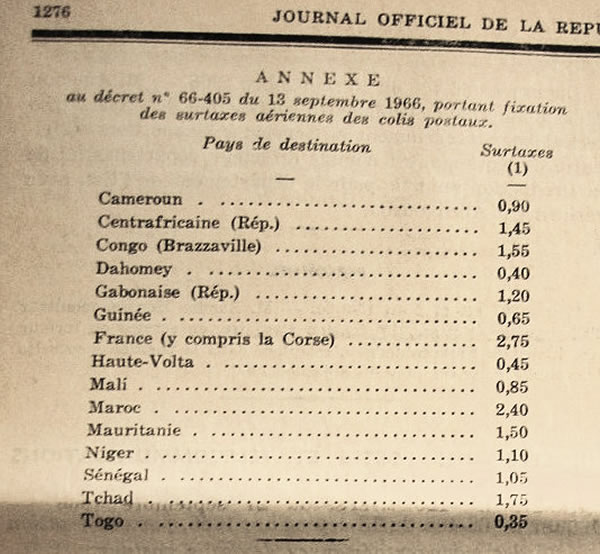 1276
JOURNAL OFFICIEL DE LA REPU
ANNEXE
au décret n° 66-405 du 13 septembre 1966, portant fixation
des surtaxes aériennes des colis postaux.
Pays de destination Surtaxes
(1)
Cameroun . . . . . . . . . . . . . . . . . . . . . . . . . . . 0,90
Centrafricaine (Rép.) . . . . . . . . . . . . . . . . . . 1,45
Congo (Brazzaville) . . . . . . . . . . . . . . . . . . . . 1,55
Dahomey . . . . . . . . . . . . . . . . . . . . . . . . . . . . 0,40
Gabonaise (Rép.) . . . . . . . . . . . . . . . . . . . . . . 1,20
Guinée . . . . . . . . . . . . . . . . . . . . . . . . . . . . . . 0,65
France (y compris la Corse) . . . . . . . . . . . . . 2,75
Haute-Volta . . . . . . . . . . . . . . . . . . . . . . . . . . 0,45
Mali . . . . . . . . . . . . . . . . . . . . . . . . . . . . . . . . 0,85
Maroc . . . . . . . . . . . . . . . . . . . . . . . . . . . . . . . 2,40
Mauritanie . . . . . . . . . . . . . . . . . . . . . . . . . . . 1,50
Niger . . . . . . . . . . . . . . . . . . . . . . . . . . . . . . . 1,10
Sénégal . . . . . . . . . . . . . . . . . . . . . . . . . . . . . 1,05
Tchad . . . . . . . . . . . . . . . . . . . . . . . . . . . . . . . 1,75
Togo . . . . . . . . . . . . . . . . . . . . . . . . . . . . . . . . 0,35